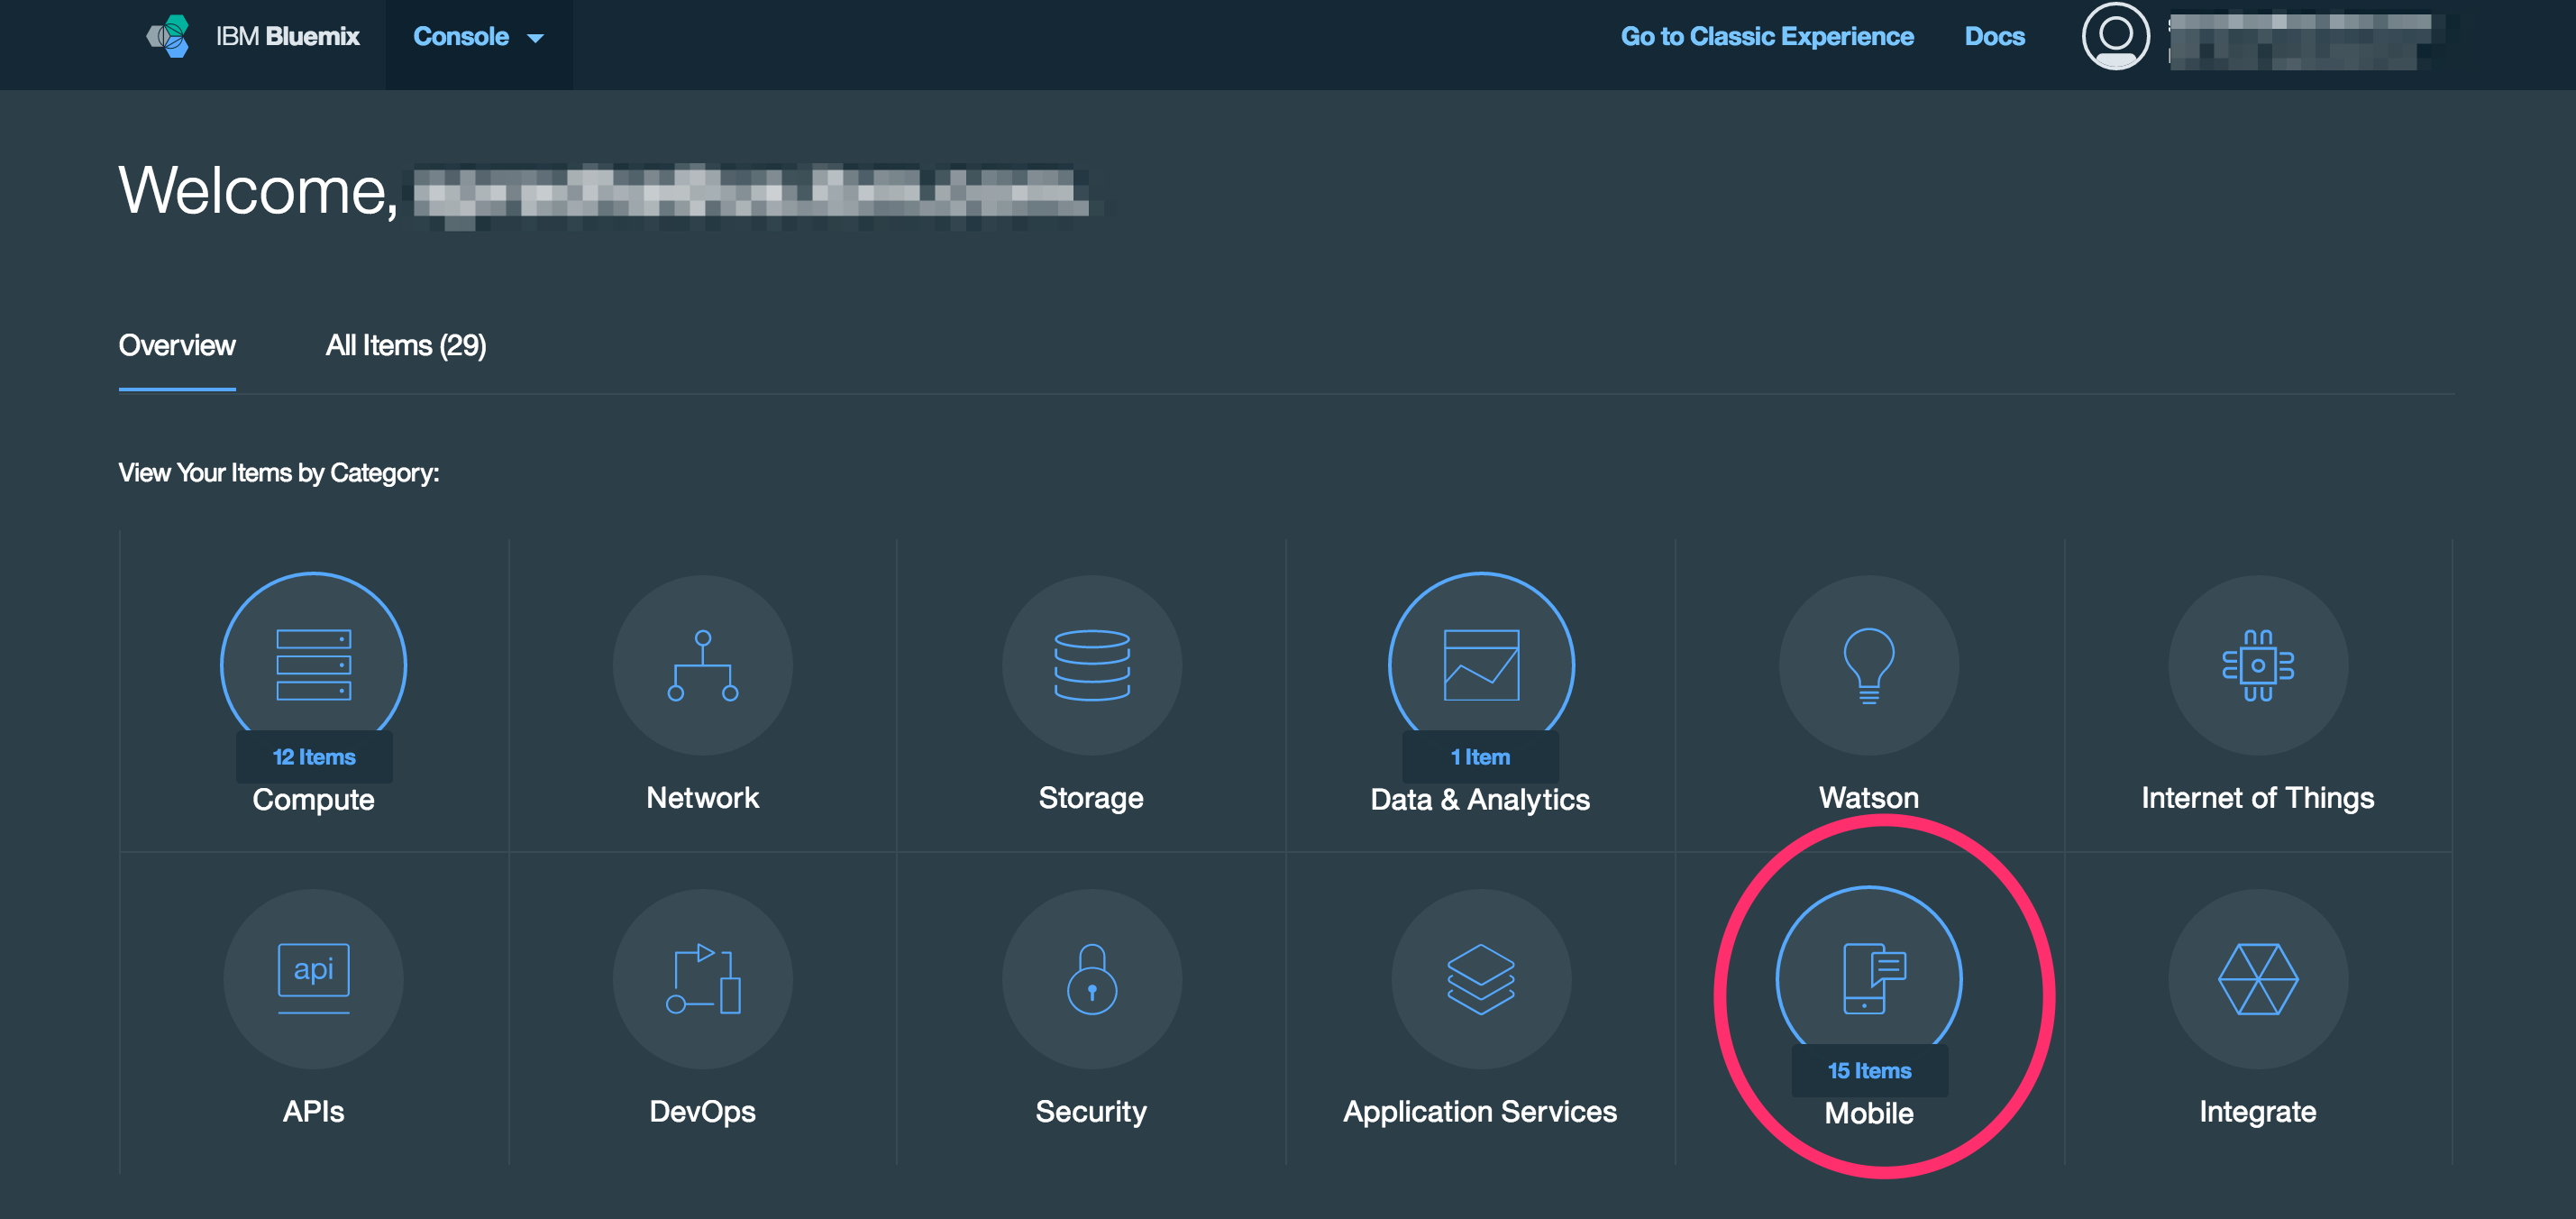 IBM Bluemix Console Go to Classic Experience Docs
Welcome,
Overview All Items (29)
View Your Items by Category:
12 Items 1 Item
Compute Network Storage Data & Analytics Watson Internet of Things
api
15 Items
APIs DevOps Security Application Services Mobile Integrate